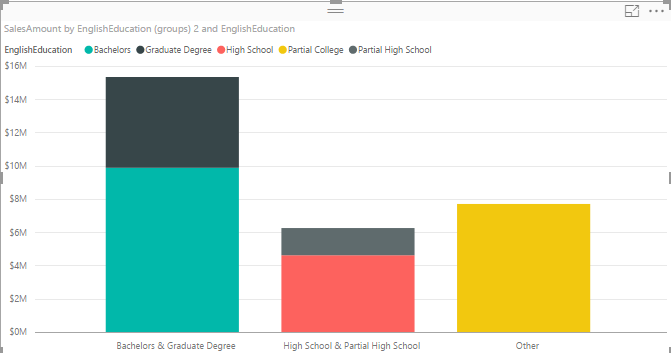 SalesAmount by EnglishEducation (groups) 2 and EnglishEducation
EnglishEducation Bachelors Graduate Degree High School Partial College Partial High School
$16M
$14M
$12M
$10M
$8M
$6M
$4M
$2M
$0M
Bachelors & Graduate Degree High School & Partial High School Other